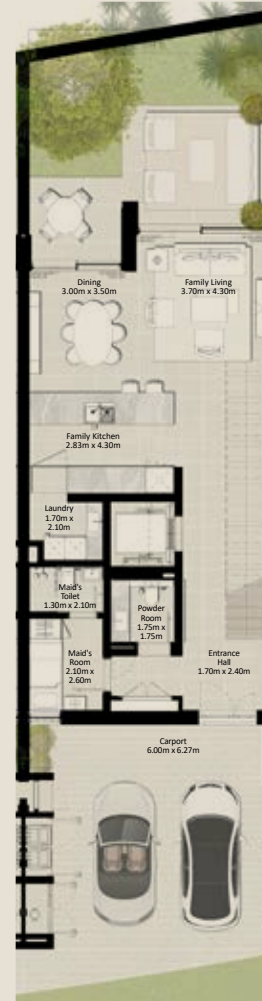 Dining
3.00m x 3.50m
Family Living
3.70m x 4.30m
Family Kitchen
2.83m x 4.30m
Laundry
1.70m x
2.10m
Maid's
Toilet
1.30m x 2.10m
Powder
Room
1.75m x
1.75m
Maid's
Room
2.10m x
2.60m
Entrance
Hall
1.70m x 2.40m
Carport
6.00m x 6.27m